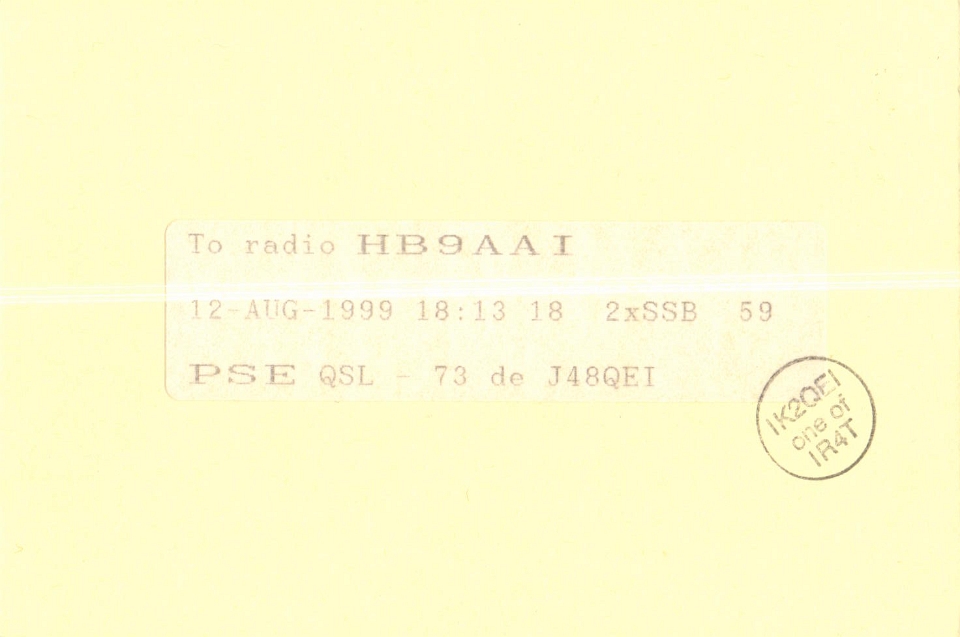 To radio HB9AAI
12-AUG-1999 18:13 18 2xSSB 59
PSE QSL - 73 de J48QEI
IK2QEI
one of
IR4T